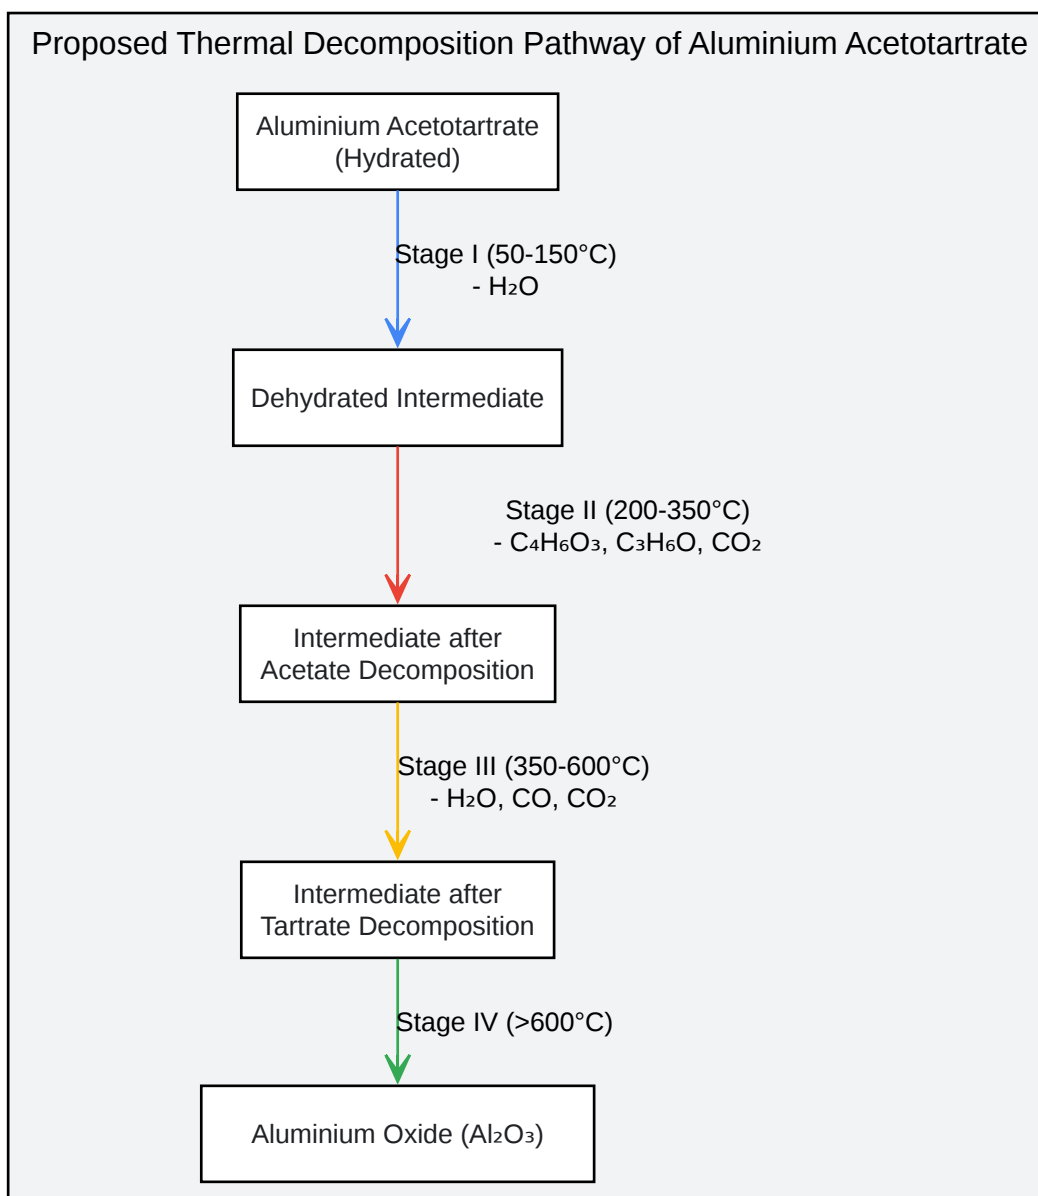 Proposed Thermal Decomposition Pathway of Aluminium Acetotartrate
Aluminium Acetotartrate
(Hydrated)
Stage I (50-150°C)
- H₂O
Dehydrated Intermediate
Stage II (200-350°C)
- C₄H₆O₃, C₃H₆O, CO₂
Intermediate after
Acetate Decomposition
Stage III (350-600°C)
- H₂O, CO, CO₂
Intermediate after
Tartrate Decomposition
Stage IV (>600°C)
Aluminium Oxide (Al₂O₃)